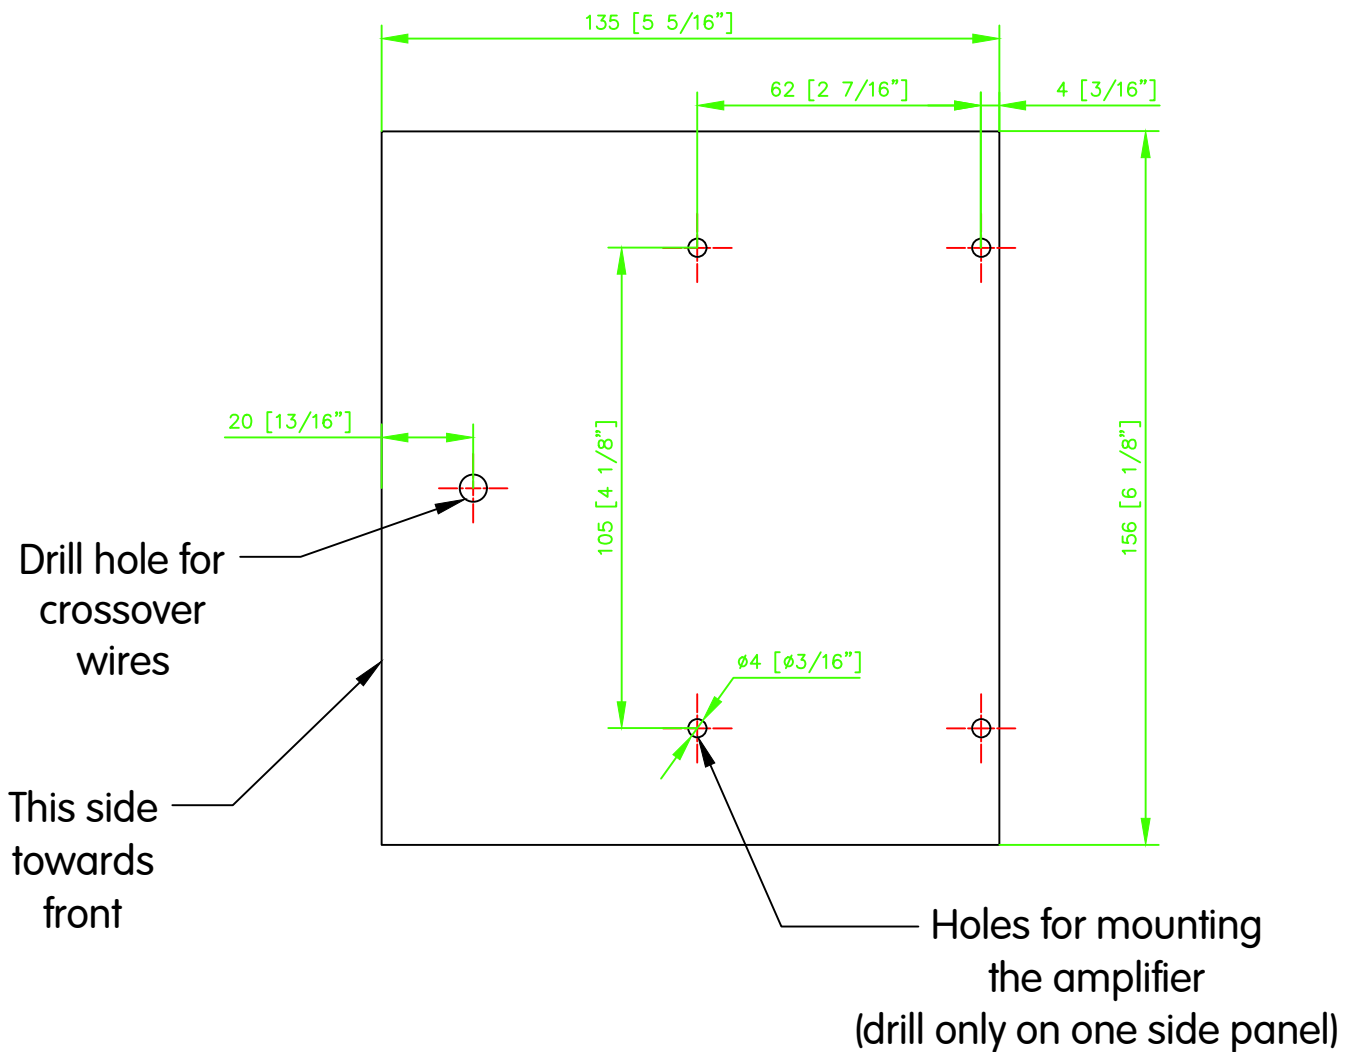 135 [5 5/16”]
62 [2 7/16”]
4 [3/16”]
20 [13/16”]
105 [4 1/8”]
156 [6 1/8”]
Drill hole for
crossover
wires
ø4 [ø3/16”]
This side
towards
front
Holes for mounting
the amplifier
(drill only on one side panel)